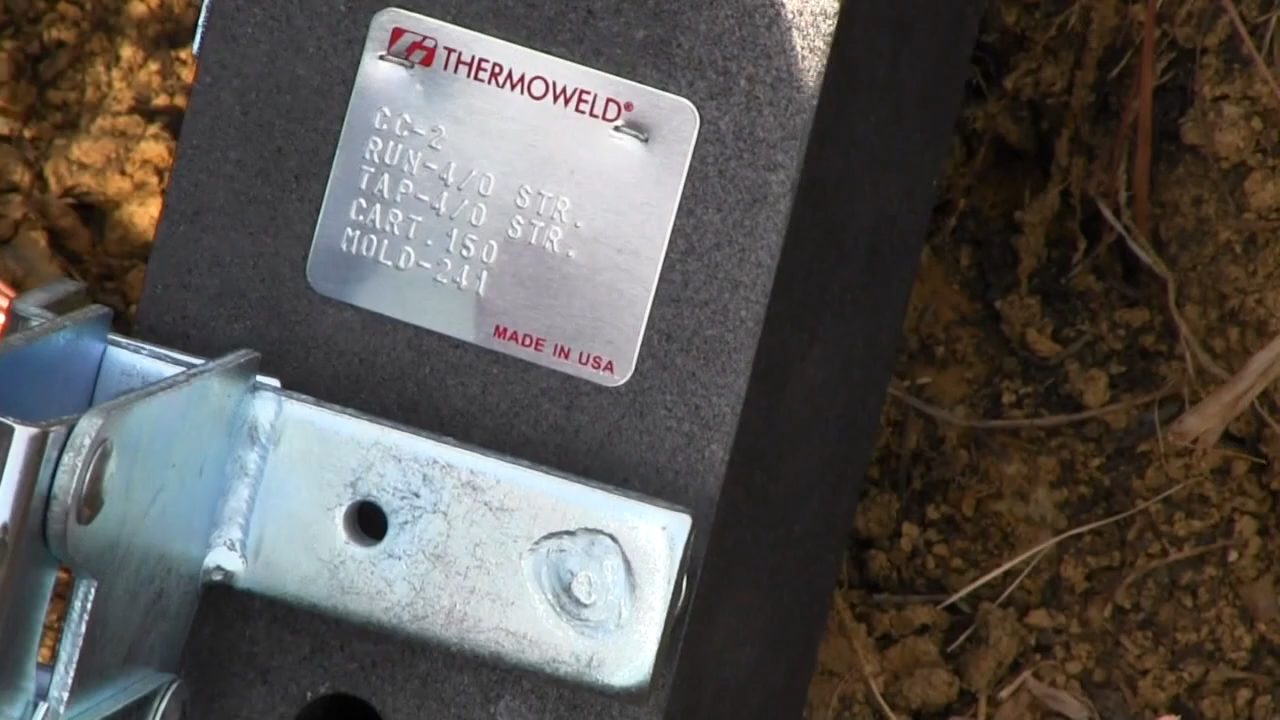 THERMOWELD®
CC-2
RUN-4/0 STR.
TAP-4/0 STR.
CART.150
MOLD-241
MADE IN USA